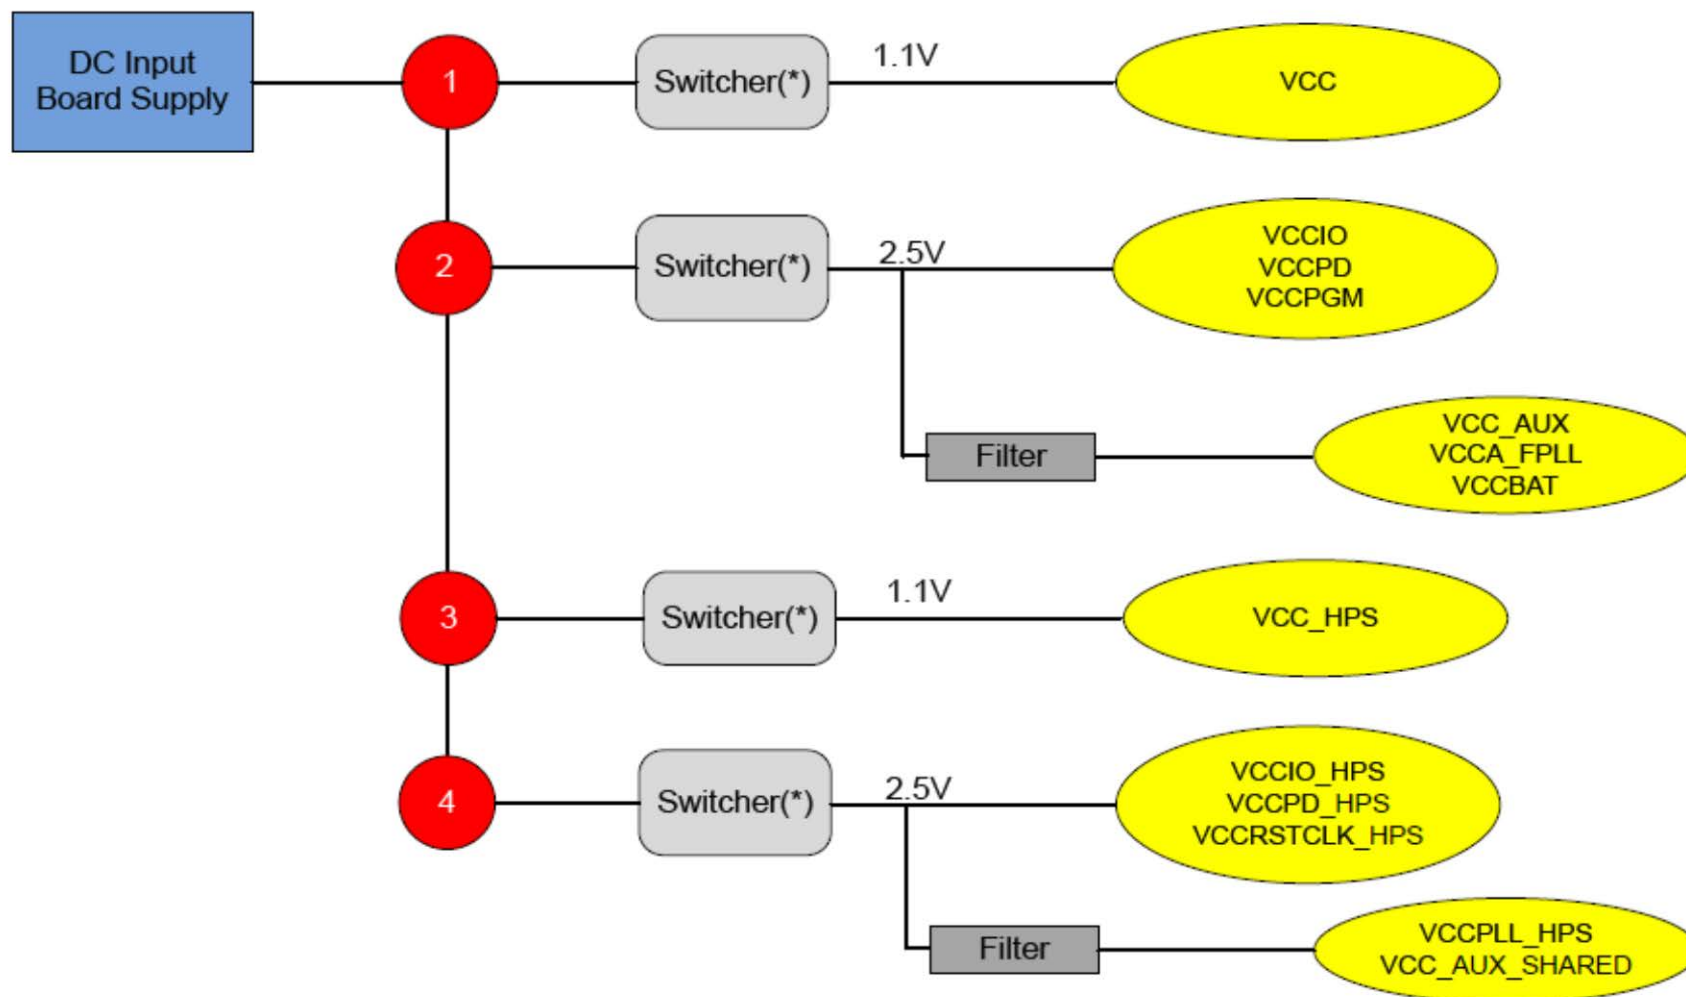 DC Input
Board Supply
1
Switcher(*)
1.1V
VCC
2
Switcher(*)
2.5V
VCCIO
VCCPD
VCCPGM
Filter
VCC_AUX
VCCA_FPLL
VCCBAT
3
Switcher(*)
1.1V
VCC_HPS
4
Switcher(*)
2.5V
VCCIO_HPS
VCCPD_HPS
VCCRSTCLK_HPS
Filter
VCCPLL_HPS
VCC_AUX_SHARED